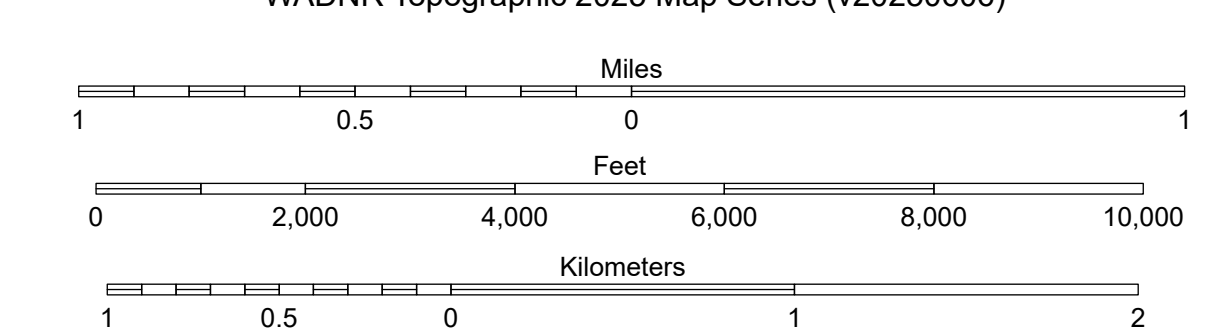 WADNR Topographic 2023 Map Series
Miles
1 0.5 0 1
Feet
0 2,000 4,000 6,000 8,000 10,000
Kilometers
1 0.5 0 1 2